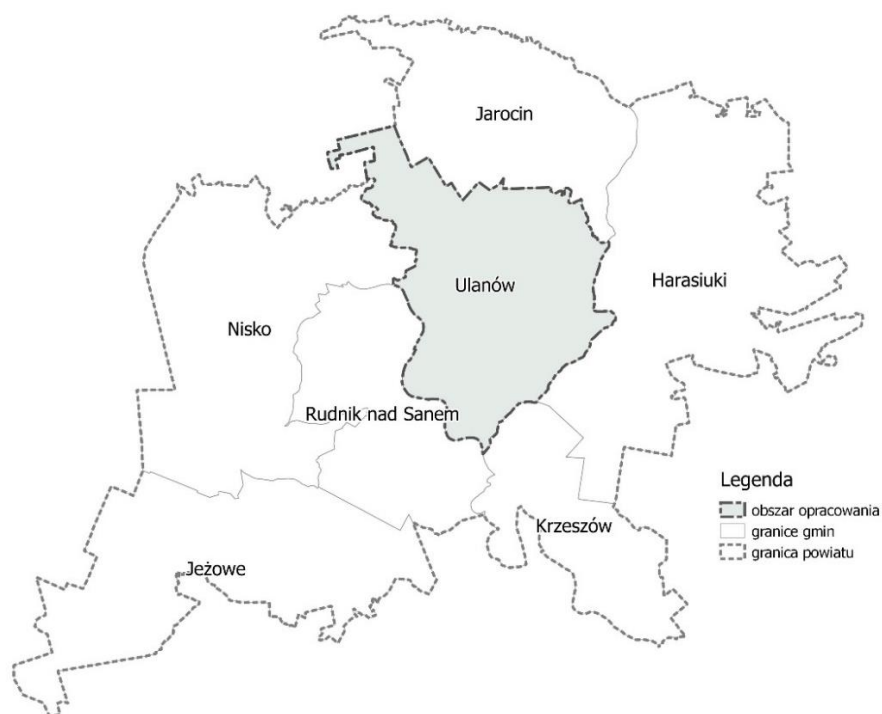 Jarocin
Ulanów
Harasiuki
Nisko
Rudnik nad Sanem
Krzeszów
Jeżowe
Legenda
obszar opracowania
granice gmin
granica powiatu